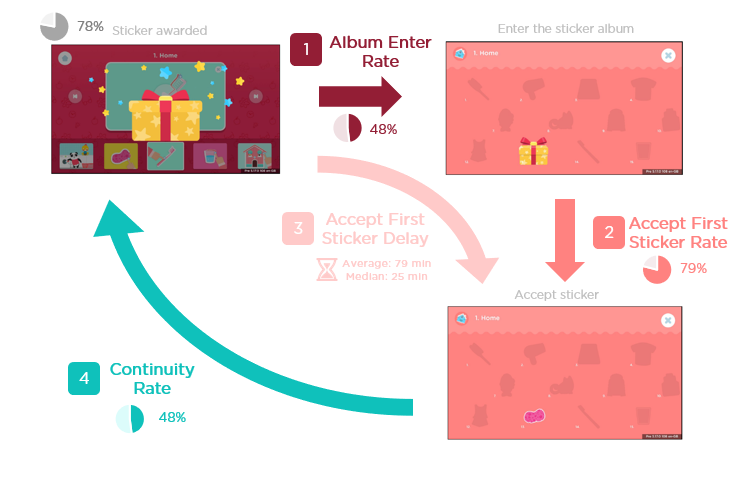 78%
Sticker awarded
1. Home
1
Album Enter
Rate
48%
Enter the sticker album
1. Home
3
Accept First
Sticker Delay
Average: 79 min
Median: 25 min
2
Accept First
Sticker Rate
79%
Accept sticker
1. Home
4
Continuity
Rate
48%